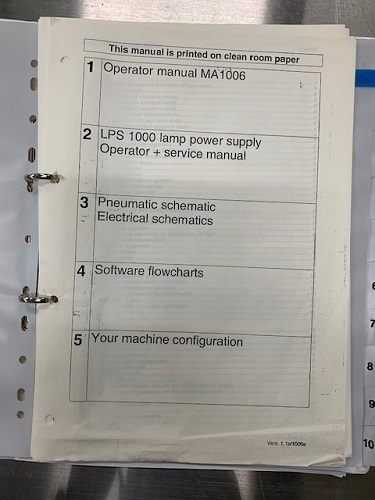 This manual is printed on clean room paper
1 Operator manual MA1006
2 LPS 1000 lamp power supply
Operator + service manual
3 Pneumatic schematic
Electrical schematics
4 Software flowcharts
5 Your machine configuration
6
7
8
9
10